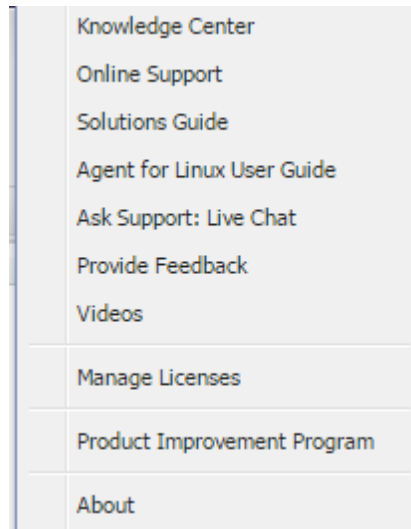 Knowledge Center
Online Support
Solutions Guide
Agent for Linux User Guide
Ask Support: Live Chat
Provide Feedback
Videos
Manage Licenses
Product Improvement Program
About